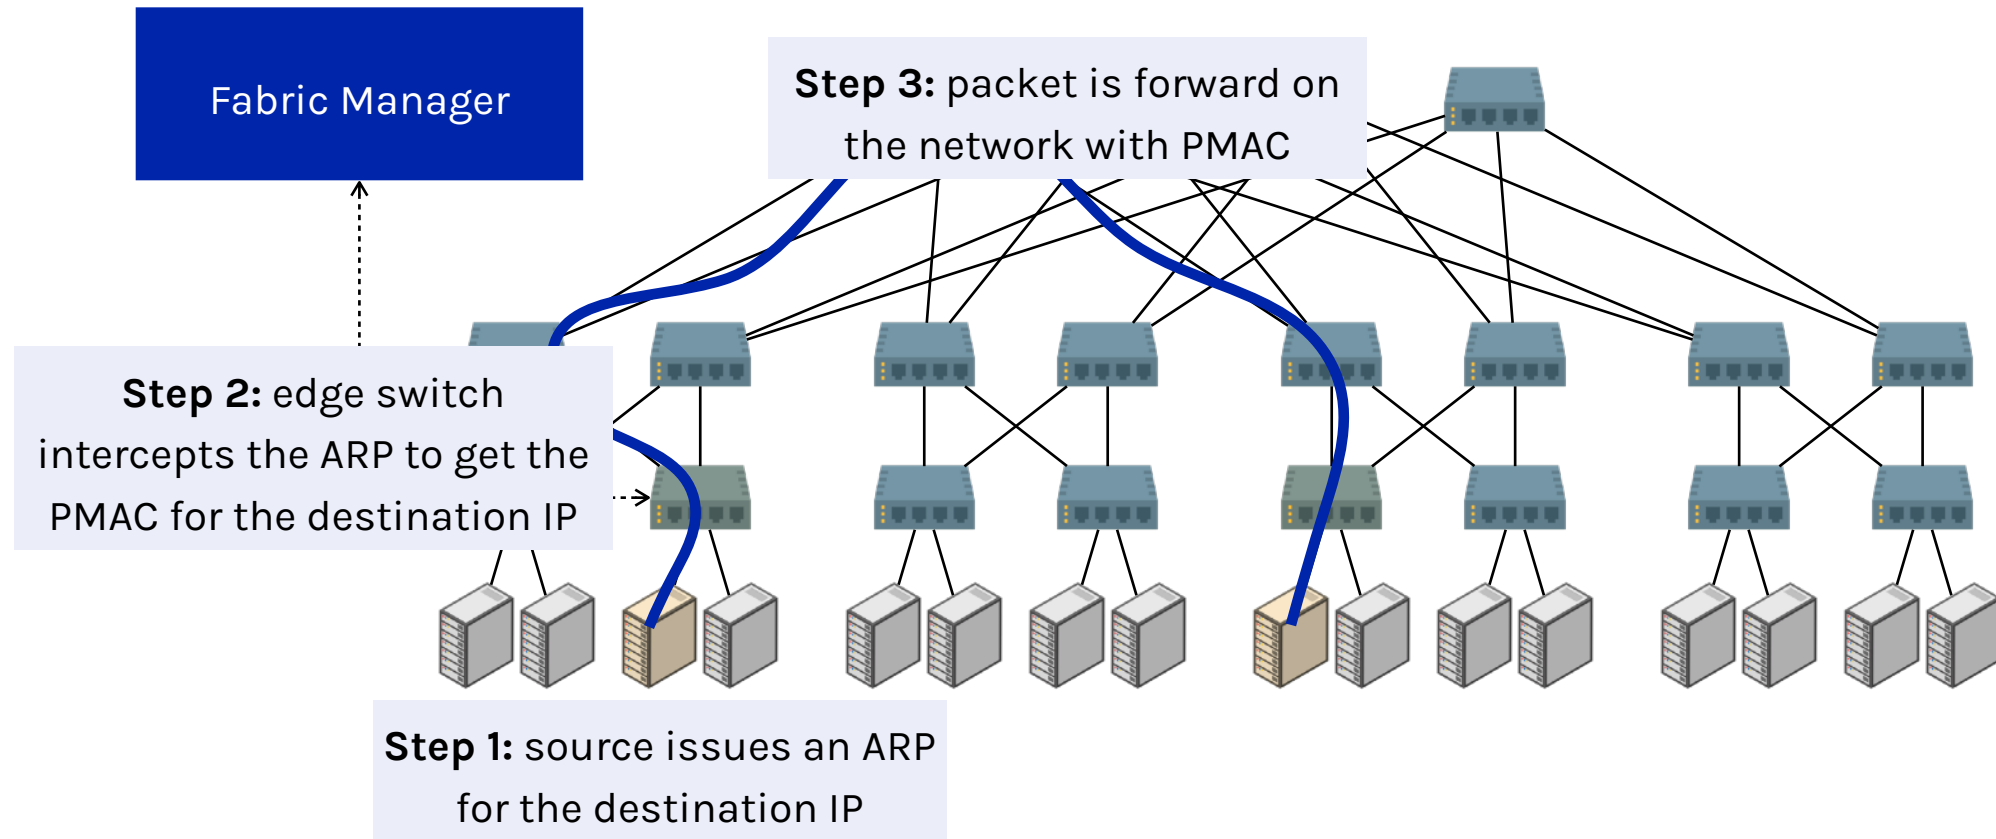 Fabric Manager
Step 3: packet is forward on
the network with PMAC
Step 2: edge switch
intercepts the ARP to get the
PMAC for the destination IP
Step 1: source issues an ARP
for the destination IP